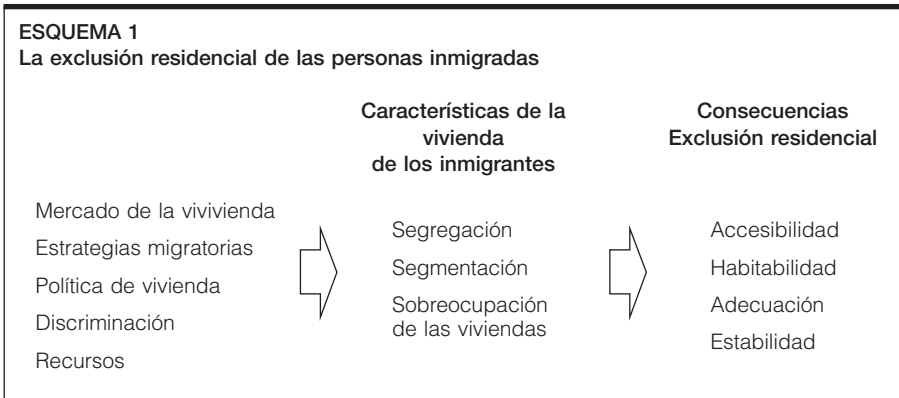 ESQUEMA 1
La exclusión residencial de las personas inmigradas
Características de la
vivienda
de los inmigrantes
Consecuencias
Exclusión residencial
Mercado de la vivivienda
Estrategias migratorias
Política de vivienda
Discriminación
Recursos
Segregación
Segmentación
Sobreocupación
de las viviendas
Accesibilidad
Habitabilidad
Adecuación
Estabilidad